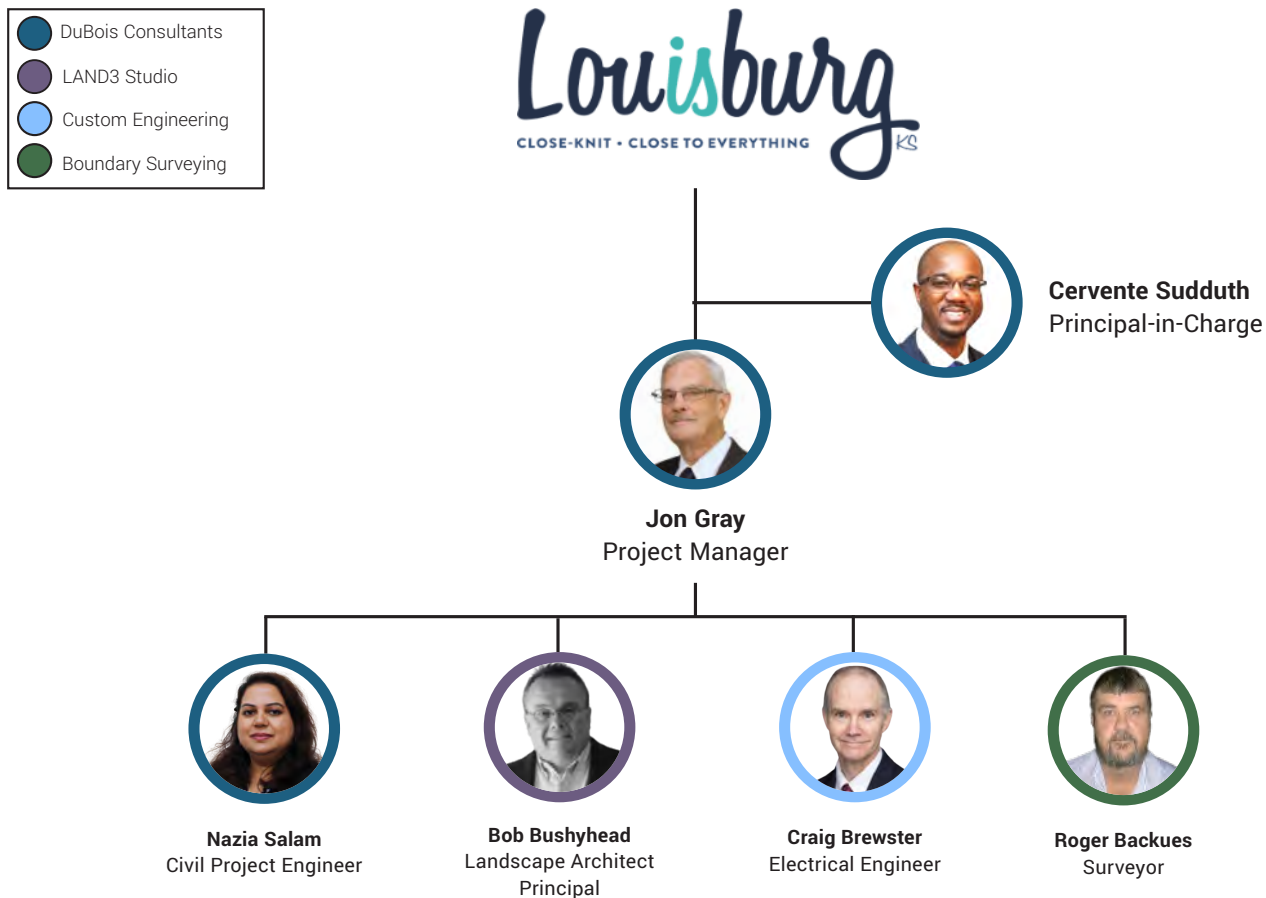 DuBois Consultants
LAND3 Studio
Custom Engineering
Boundary Surveying
Louisburg
CLOSE-KNIT • CLOSE TO EVERYTHING
KS
Cervente Sudduth
Principal-in-Charge
Jon Gray
Project Manager
Nazia Salam
Civil Project Engineer
Bob Bushyhead
Landscape Architect
Principal
Craig Brewster
Electrical Engineer
Roger Backues
Surveyor